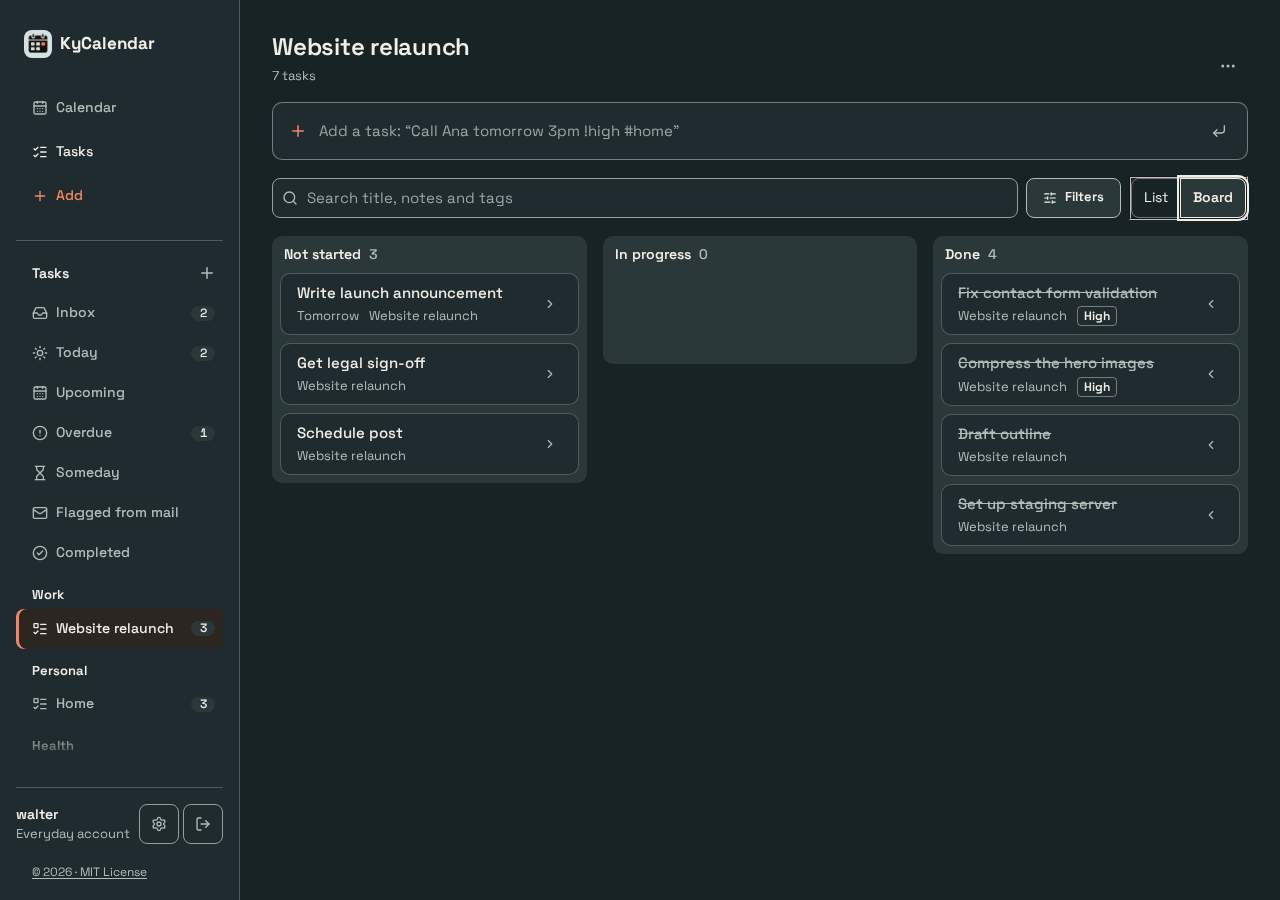 KyCalendar
Calendar
Tasks
Add
Tasks
Inbox 2
Today 2
Upcoming
Overdue 1
Someday
Flagged from mail
Completed
Work
Website relaunch 3
Personal
Home 3
Health
walter
Everyday account
© 2026 · MIT License
Website relaunch
7 tasks
Add a task: “Call Ana tomorrow 3pm !high #home”
Search title, notes and tags
Filters
List
Board
Not started 3
Write launch announcement
Tomorrow Website relaunch
Get legal sign-off
Website relaunch
Schedule post
Website relaunch
In progress 0
Done 4
Fix contact form validation
Website relaunch High
Compress the hero images
Website relaunch High
Draft outline
Website relaunch
Set up staging server
Website relaunch